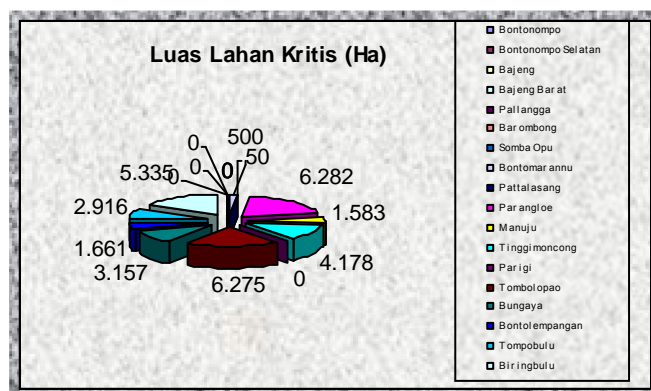 Luas Lahan Kritis (Ha)
0
500
0
0
50
5.335
0
6.282
2.916
1.583
1.661
4.178
3.157
0
6.275
Bontonompo
Bontonompo Selatan
Bajeng
Bajeng Barat
Pallangga
Barombong
Somba Opu
Bontomarannu
Pattalasang
Parangloe
Manuju
Tinggimoncong
Parigi
Tombolopao
Bungaya
Bontolempangan
Tompobulu
Biringbulu